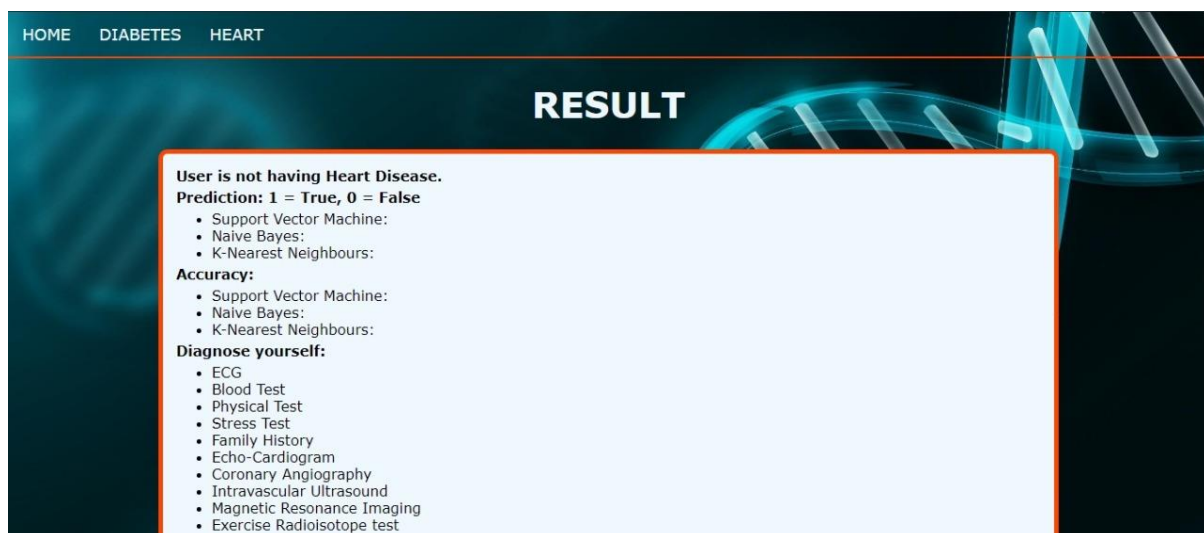 HOME DIABETES HEART
RESULT
User is not having Heart Disease.
Prediction: 1 = True, 0 = False
• Support Vector Machine:
• Naive Bayes:
• K-Nearest Neighbours:
Accuracy:
• Support Vector Machine:
• Naive Bayes:
• K-Nearest Neighbours:
Diagnose yourself:
• ECG
• Blood Test
• Physical Test
• Stress Test
• Family History
• Echo-Cardiogram
• Coronary Angiography
• Intravascular Ultrasound
• Magnetic Resonance Imaging
• Exercise Radioisotope test